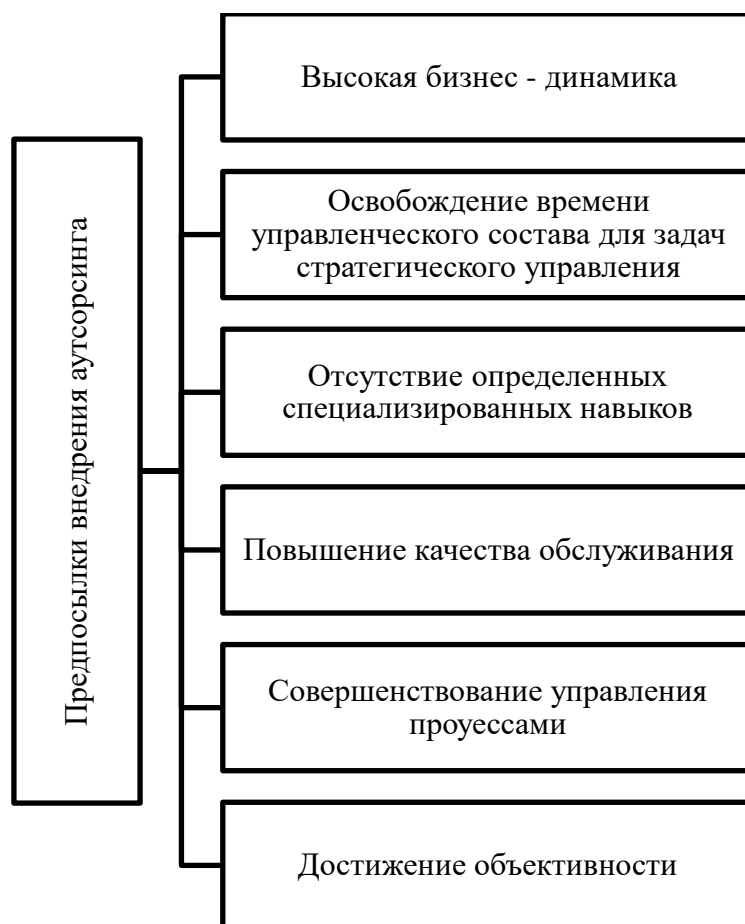 Предпосылки внедрения аутсорсинга
Высокая бизнес - динамика
Освобождение времени
управленческого состава для задач
стратегического управления
Отсутствие определенных
специализированных навыков
Повышение качества обслуживания
Совершенствование управления
проуессами
Достижение объективности